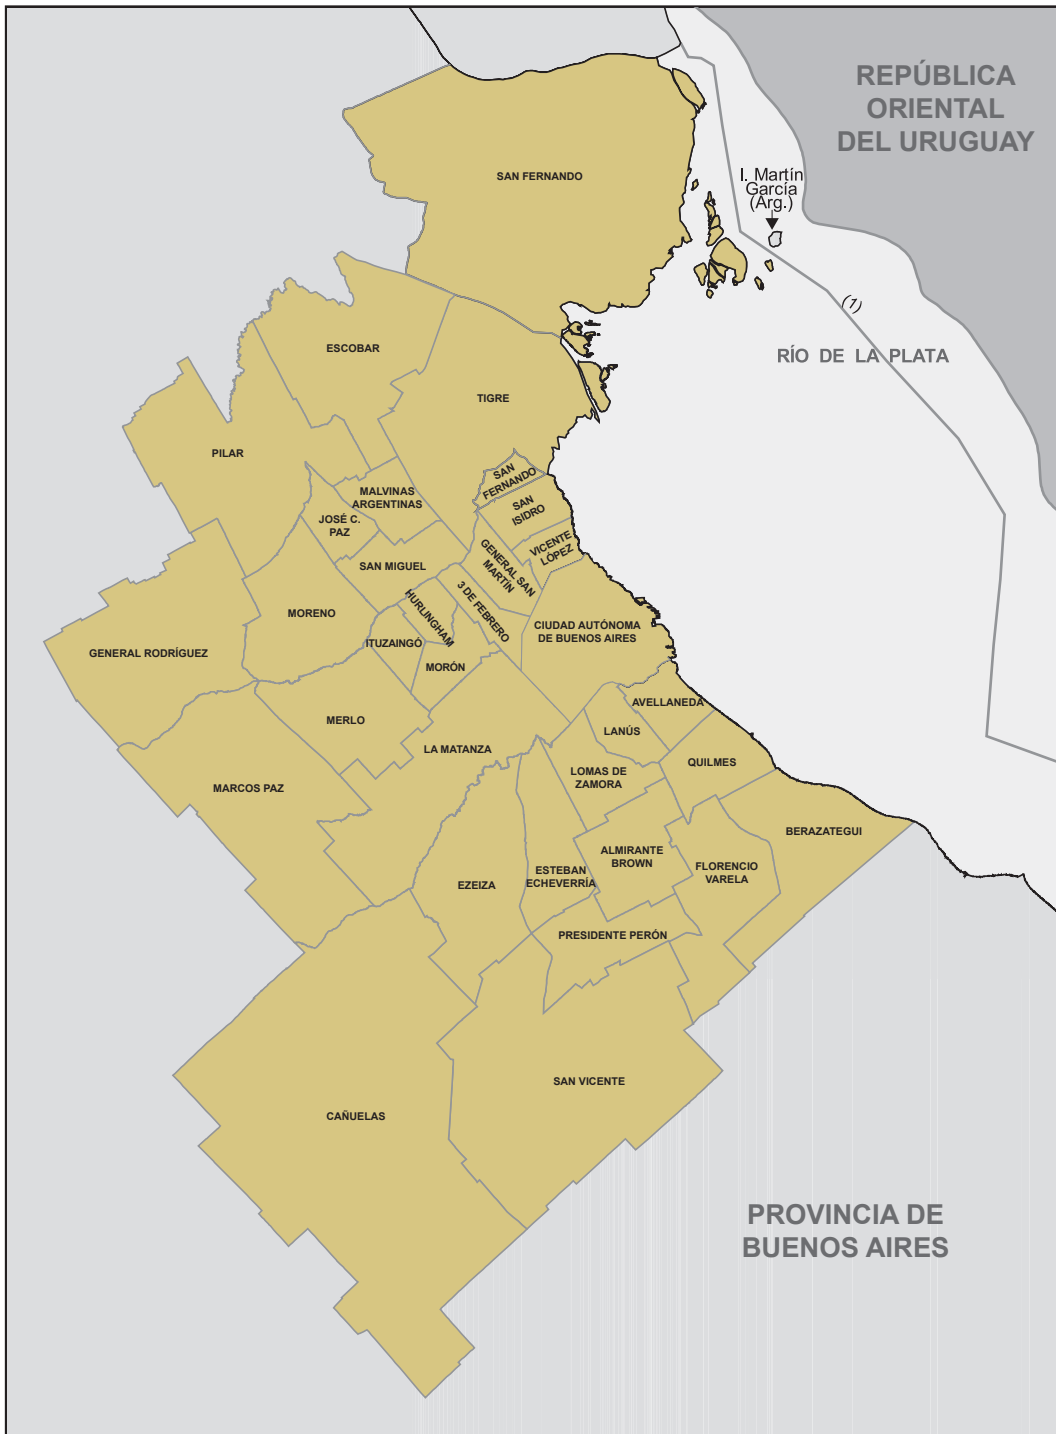 REPÚBLICA
ORIENTAL
DEL URUGUAY
I. Martín
García
(Arg.)
SAN FERNANDO
(1)
RÍO DE LA PLATA
ESCOBAR
TIGRE
PILAR
SAN
FERNANDO
MALVINAS
ARGENTINAS
SAN
ISIDRO
JOSÉ C.
PAZ
VICENTE
LÓPEZ
GENERAL SAN
MARTÍN
SAN MIGUEL
3 DE FEBRERO
HURLINGHAM
MORENO
CIUDAD AUTÓNOMA
DE BUENOS AIRES
ITUZAINGÓ
GENERAL RODRÍGUEZ
MORÓN
AVELLANEDA
MERLO
LANÚS
LA MATANZA
QUILMES
LOMAS DE
ZAMORA
MARCOS PAZ
BERAZATEGUI
ALMIRANTE
BROWN
FLORENCIO
VARELA
ESTEBAN
ECHEVERRÍA
EZEIZA
PRESIDENTE PERÓN
SAN VICENTE
CAÑUELAS
PROVINCIA DE
BUENOS AIRES